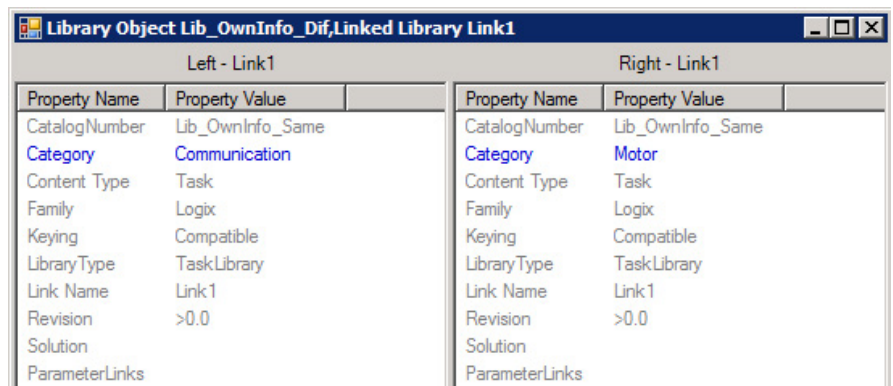 Library Object Lib_OwnInfo_Dif,Linked Library Link1
Left - Link1
Property Name Property Value
CatalogNumber Lib_OwnInfo_Same
Category Communication
Content Type Task
Family Logix
Keying Compatible
LibraryType TaskLibrary
Link Name Link1
Revision >0.0
Solution
ParameterLinks
Right - Link1
Property Name Property Value
CatalogNumber Lib_OwnInfo_Same
Category Motor
Content Type Task
Family Logix
Keying Compatible
LibraryType TaskLibrary
Link Name Link1
Revision >0.0
Solution
ParameterLinks